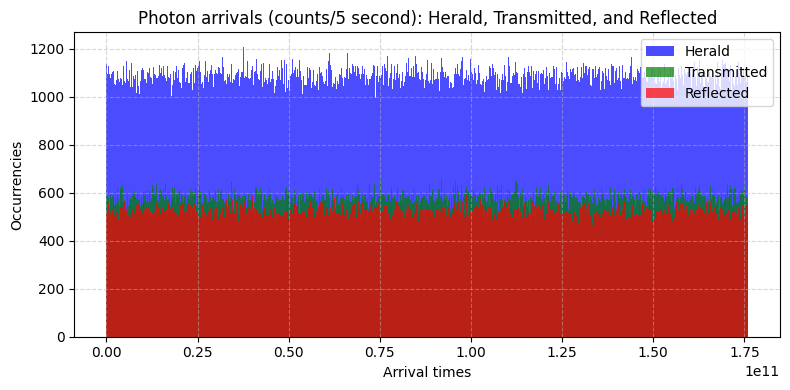 Photon arrivals (counts/5 second): Herald, Transmitted, and Reflected
Herald
Transmitted
Reflected
Occurrencies
1200
1000
800
600
400
200
0
0.00 0.25 0.50 0.75 1.00 1.25 1.50 1.75
1e11
Arrival times